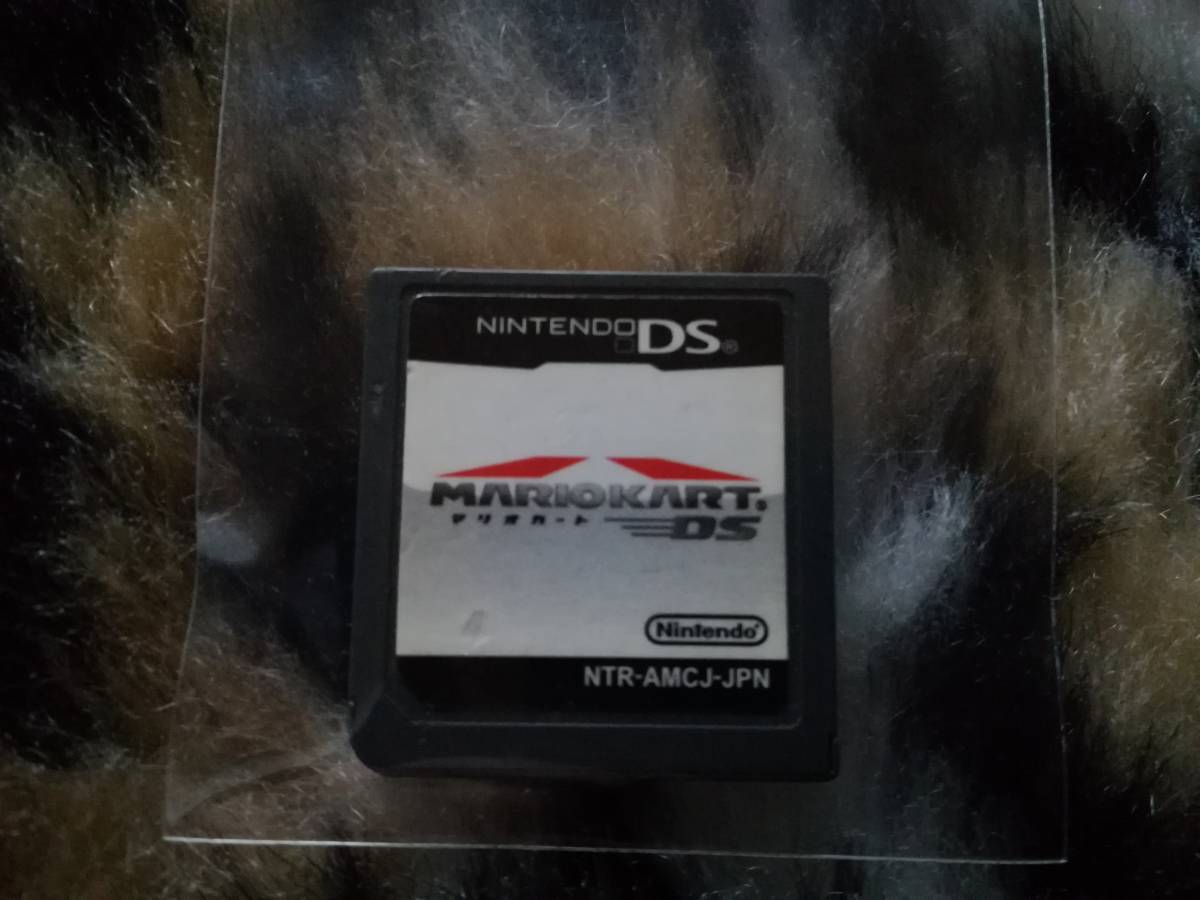 NINTENDO DS®
MARIOKART®
マリオカート DS
Nintendo®
NTR-AMCJ-JPN